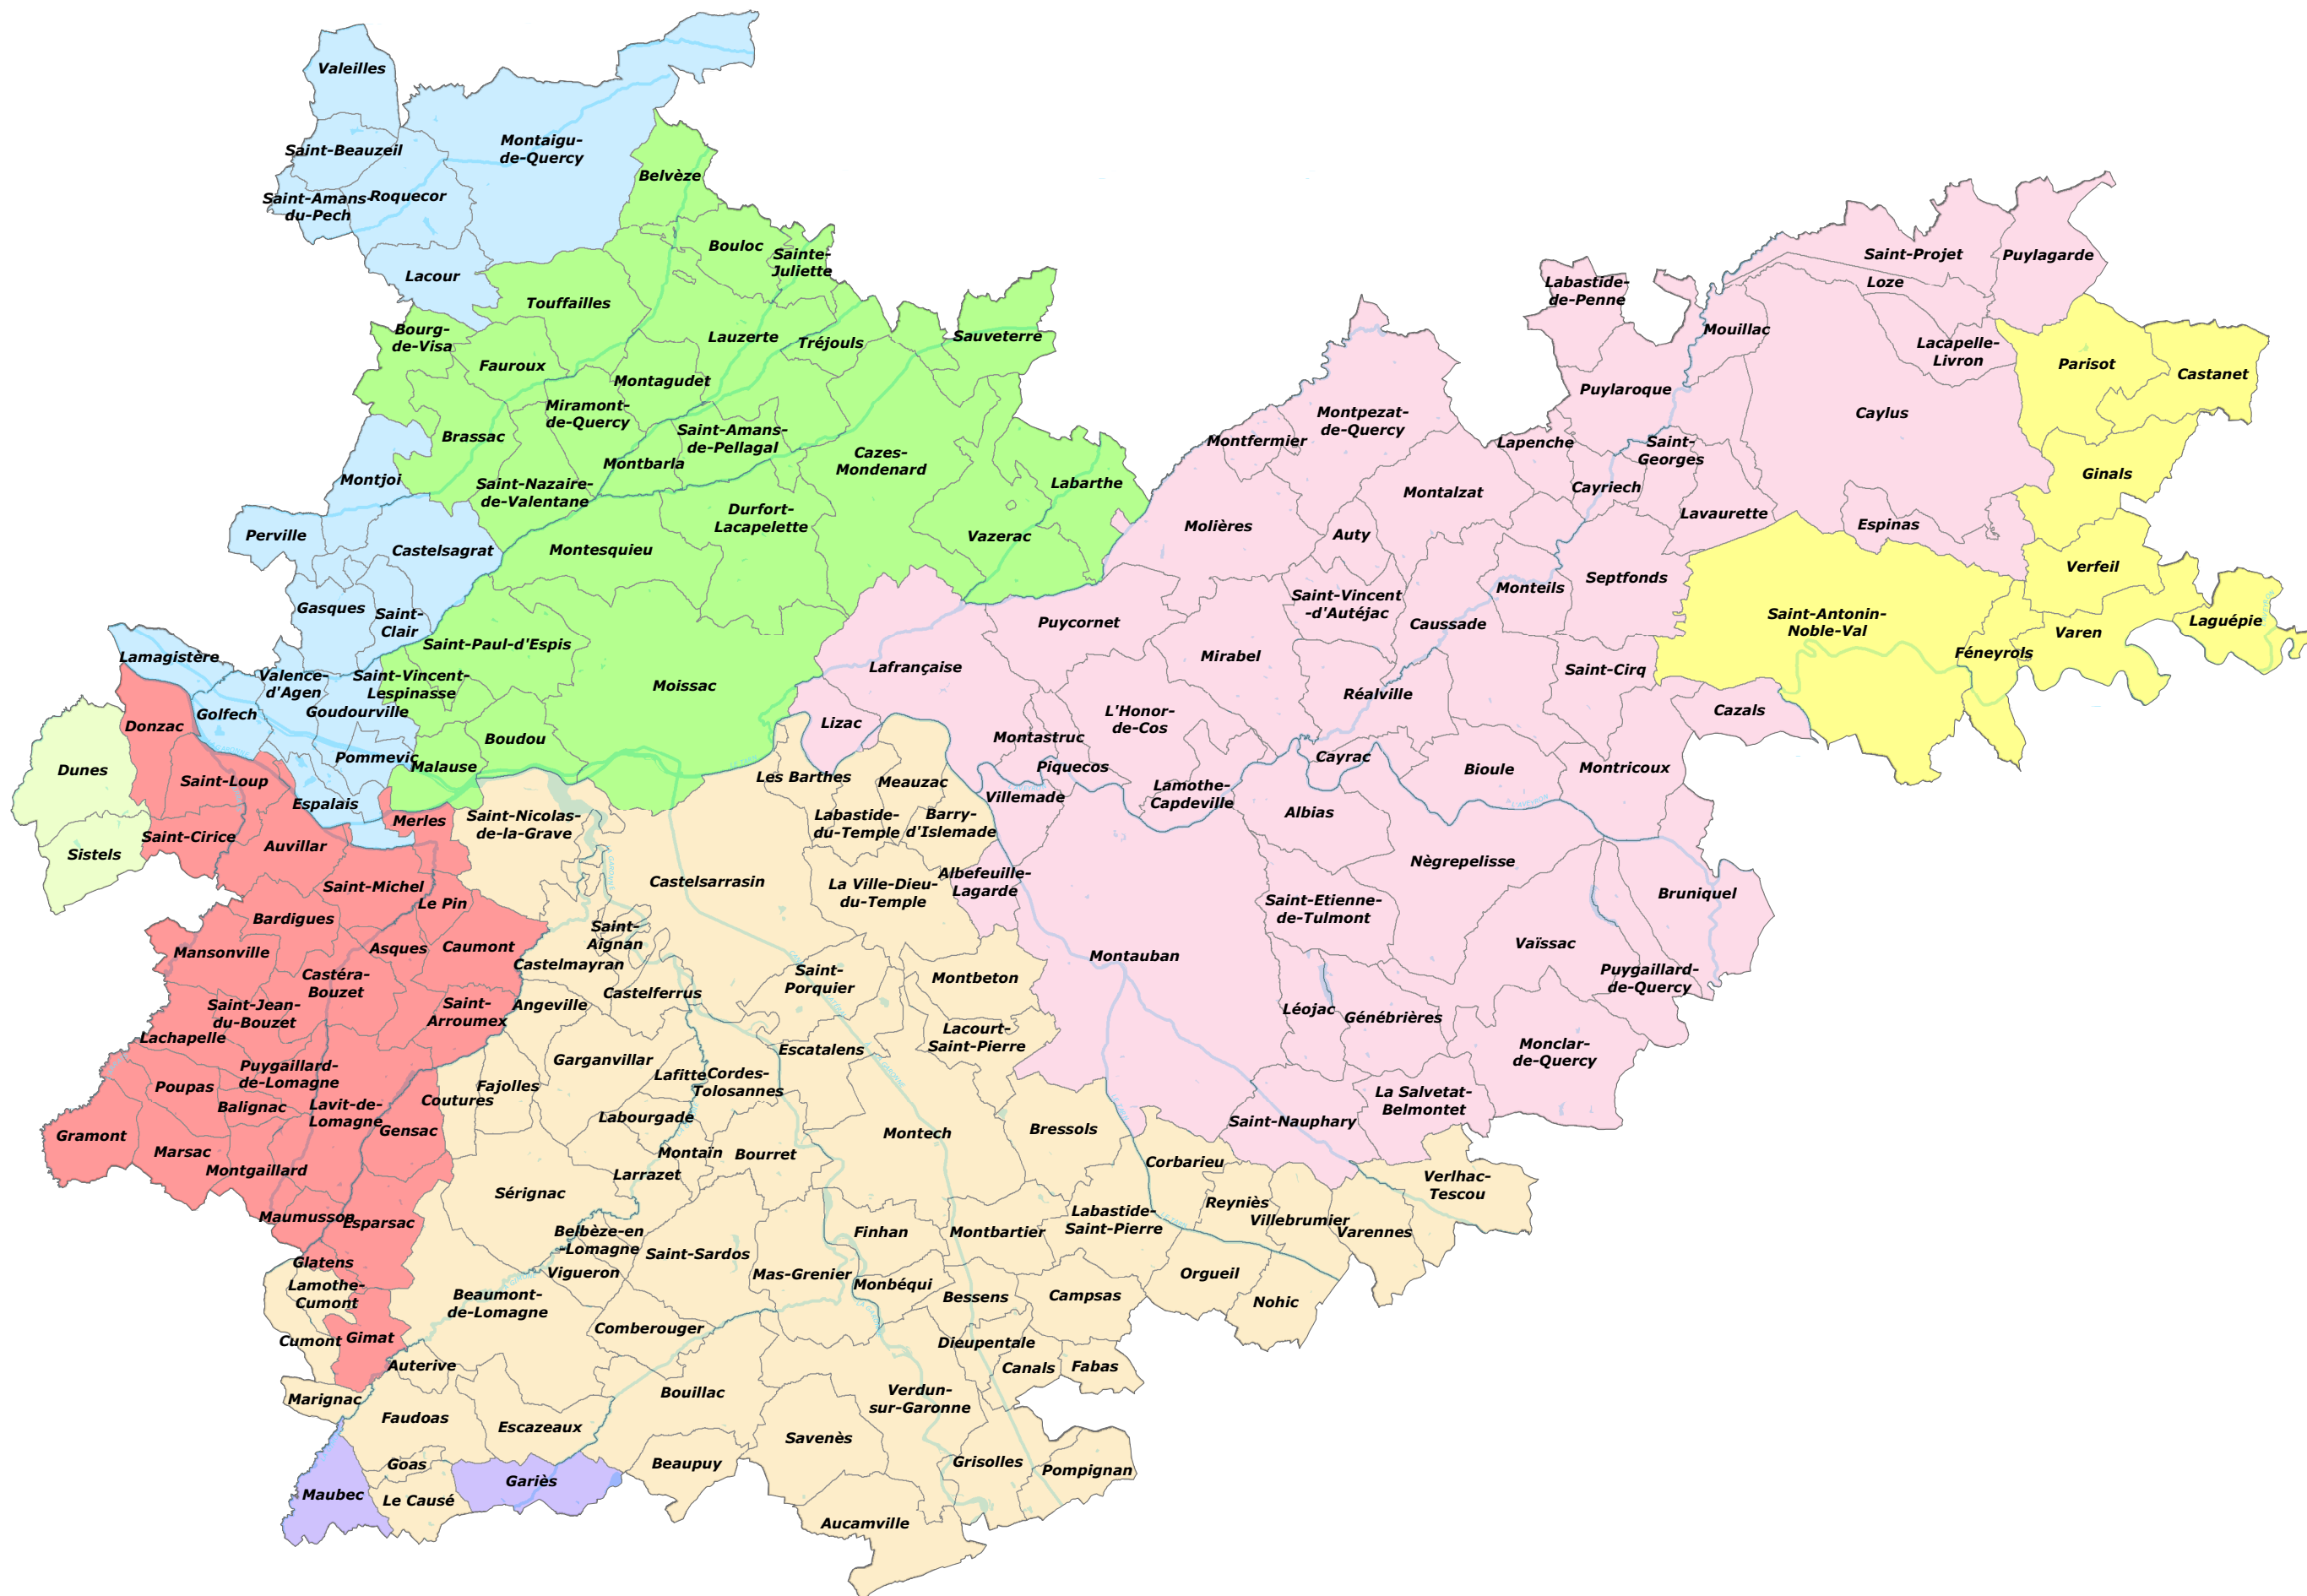 Valeilles
Saint-Beauzeil
Saint-Amans-
du-Pech
Roquecor
Montaigu-
de-Quercy
Lacour
Belvèze
Bouloc
Sainte-
Juliette
Touffailles
Bourg-
de-Visa
Fauroux
Lauzerte
Tréjouls
Sauveterre
Montagudet
Miramont-
de-Quercy
Brassac
Saint-Amans-
de-Pellagal
Montbarla
Cazes-
Mondenard
Saint-Nazaire-
de-Valentane
Durfort-
Lacapelette
Labarthe
Vazerac
Montesquieu
Montjoi
Perville
Castelsagrat
Gasques
Saint-
Clair
Saint-Paul-d'Espis
Saint-Vincent-
Lespinasse
Moissac
Boudou
Malause
Lamagistère
Valence-
d'Agen
Golfech
Goudourville
Pommevic
Espalais
Donzac
Dunes
Sistels
Saint-Loup
Saint-Cirice
Auvillar
Merles
Saint-Michel
Le Pin
Bardigues
Mansonville
Asques
Caumont
Castéra-
Bouzet
Saint-Jean-
du-Bouzet
Saint-
Arroumex
Lachapelle
Puygaillard-
de-Lomagne
Poupas
Balignac
Lavit-de-
Lomagne
Gramont
Marsac
Montgaillard
Gensac
Maumusson
Esparsac
Glatens
Lamothe-
Cumont
Cumont
Gimat
Marignac
Auterive
Faudoas
Escazeaux
Goas
Le Causé
Maubec
Gariès
Saint-Nicolas-
de-la-Grave
Castelsarrasin
Les Barthes
Meauzac
Labastide-
du-Temple
Barry-
d'Islemade
La Ville-Dieu-
du-Temple
Saint-
Aignan
Castelmayran
Castelferrus
Angeville
Saint-
Porquier
Montbeton
Lacourt-
Saint-Pierre
Escatalens
Garganvillar
Lafitte
Cordes-
Tolosannes
Fajolles
Coutures
Labourgade
Montaïn
Bourret
Montech
Bressols
Larrazet
Sérignac
Belbèze-en
-Lomagne
Vigueron
Saint-Sardos
Beaumont-
de-Lomagne
Comberouger
Mas-Grenier
Finhan
Monbéqui
Montbartier
Labastide-
Saint-Pierre
Corbarieu
Reyniès
Villebrumier
Varennes
Verlhac-
Tescou
Orgueil
Nohic
Bessens
Campsas
Dieupentale
Canals
Fabas
Verdun-
sur-Garonne
Bouillac
Savenès
Beaupuy
Grisolles
Pompignan
Aucamville
Lafrançaise
Lizac
Puycornet
Molières
Montfermier
Montpezat-
de-Quercy
Montalzat
Auty
Saint-Vincent
-d'Autéjac
Mirabel
Caussade
Réalville
L'Honor-
de-Cos
Montastruc
Piquecos
Villemade
Lamothe-
Capdeville
Cayrac
Albias
Bioule
Albefeuille-
Lagarde
Montauban
Saint-Etienne-
de-Tulmont
Nègrepelisse
Montricoux
Vaïssac
Bruniquel
Puygaillard-
de-Quercy
Léojac
Génébrières
Monclar-
de-Quercy
La Salvetat-
Belmontet
Saint-Nauphary
Labastide-
de-Penne
Mouillac
Puylaroque
Lapenche
Saint-
Georges
Cayriech
Lavaurette
Monteils
Septfonds
Saint-Cirq
Cazals
Saint-Projet
Puylagarde
Loze
Lacapelle-
Livron
Caylus
Espinas
Parisot
Castanet
Ginals
Verfeil
Saint-Antonin-
Noble-Val
Féneyrols
Varen
Laguépie